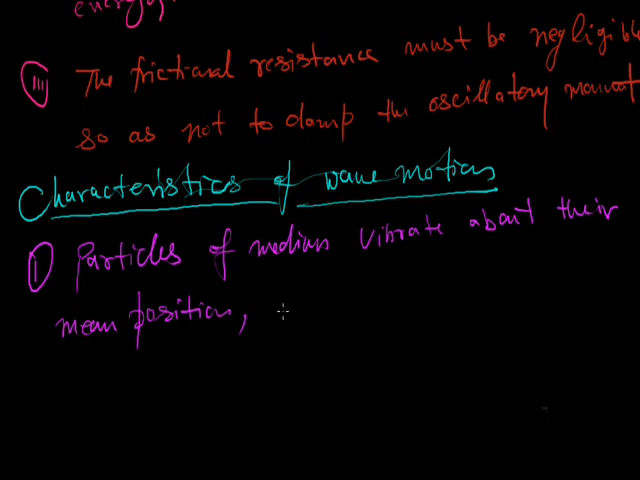 energy.
(iii) The frictional resistance must be negligible
so as not to damp the oscillatory
Characteristics of wave motion
(i) Particles of medium vibrate about their
mean position,